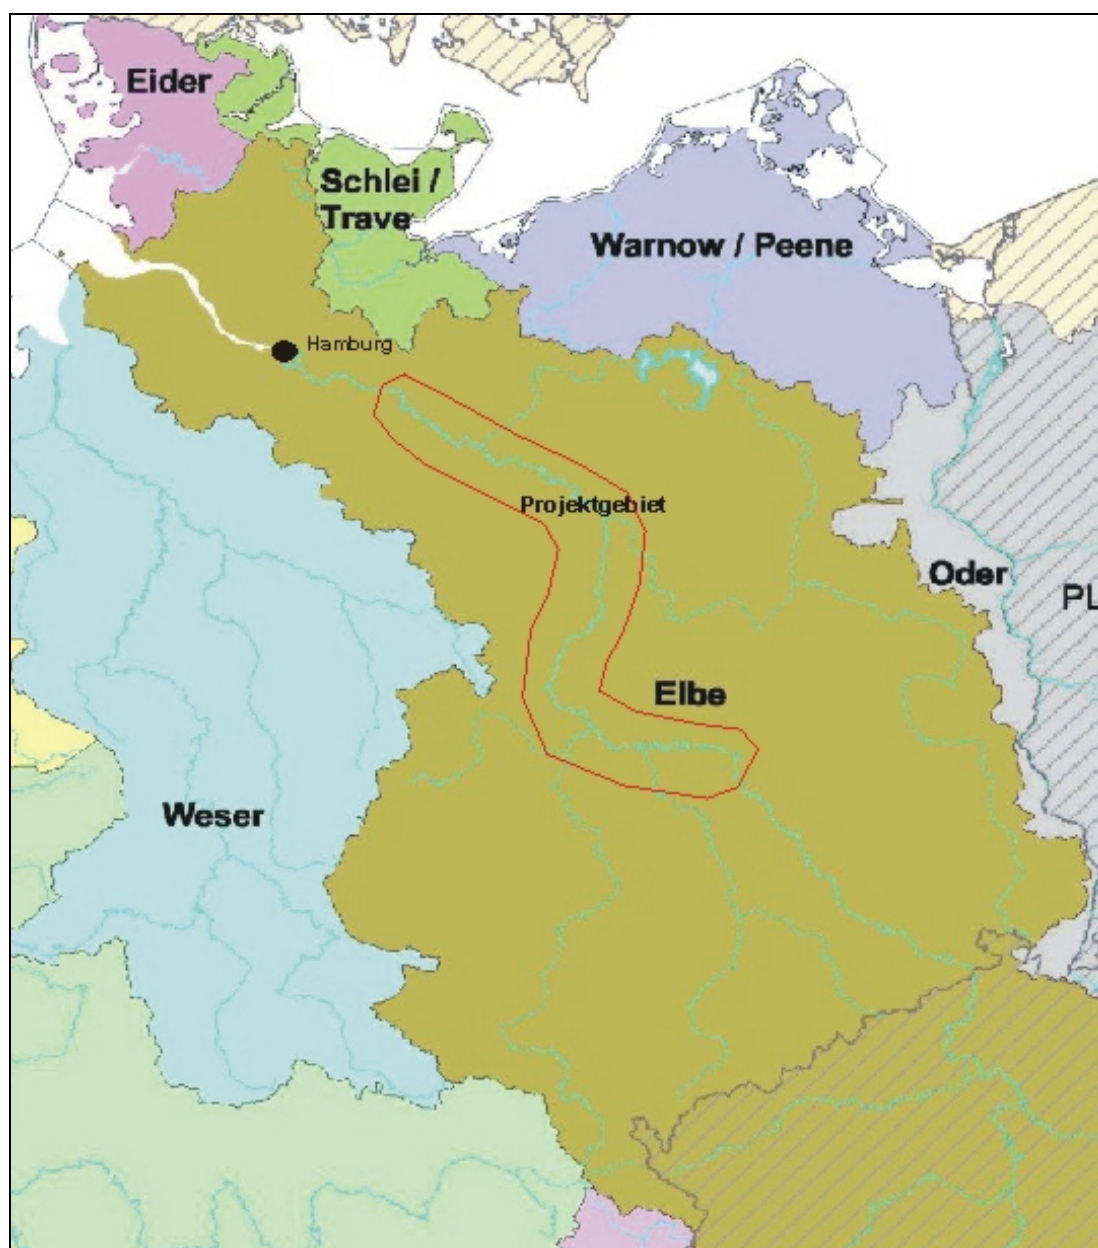 Eider
Schlei /
Trave
Warnow / Peene
Hamburg
Projektgebiet
Oder
PL
Elbe
Weser